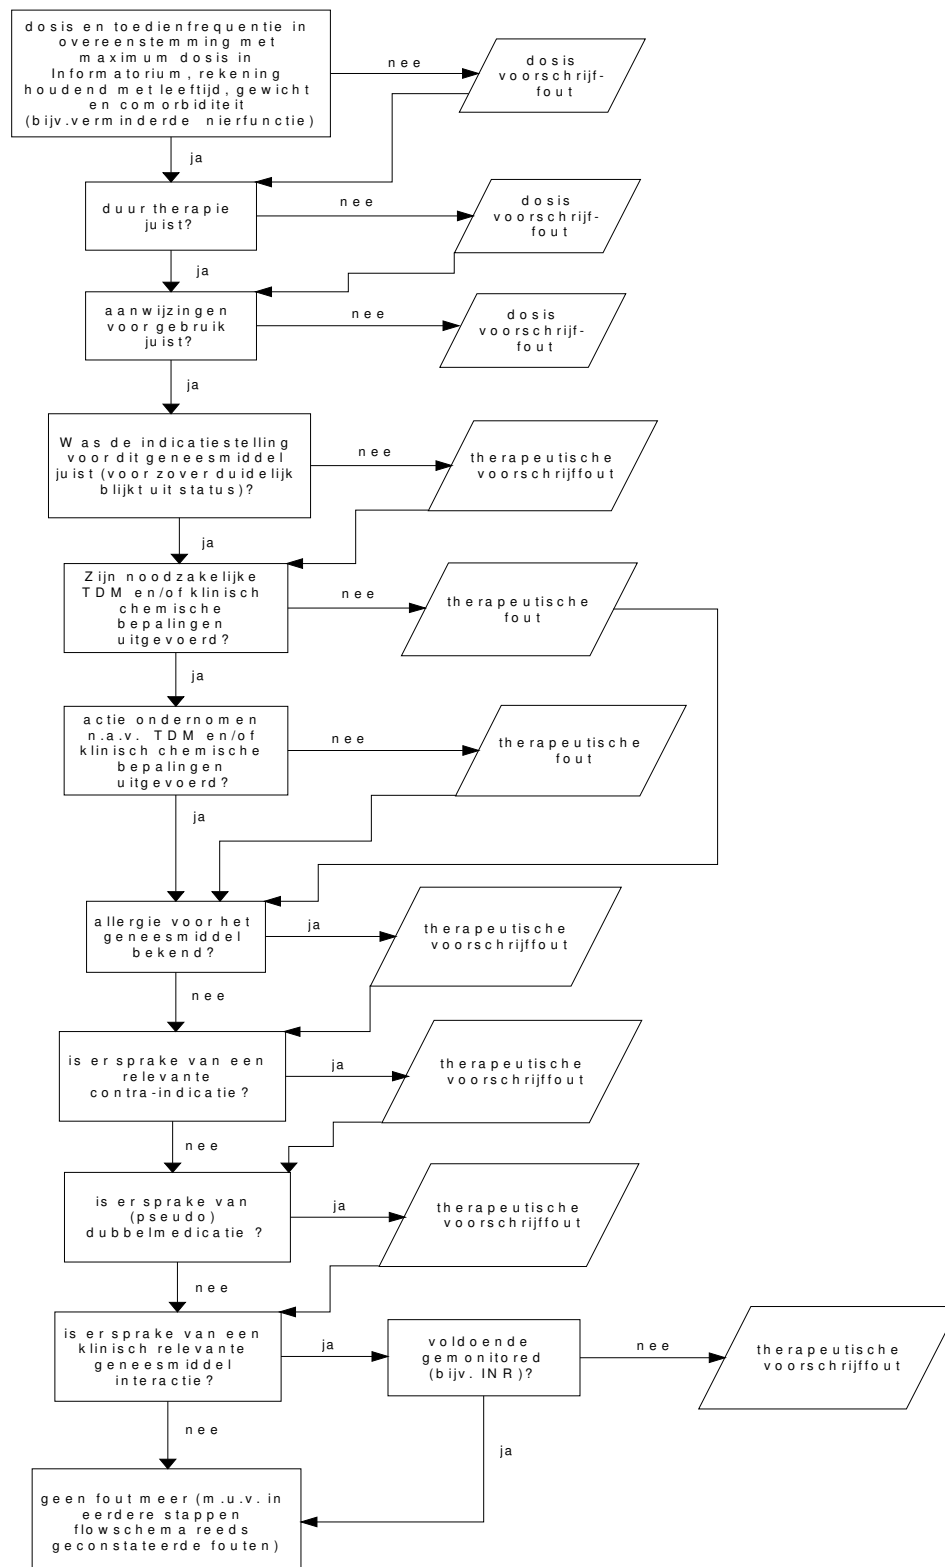 dosis en toedienfrequentie in
overeenstemming met
maximum dosis in
Informatorium, rekening
houdend met leeftijd, gewicht
en comorbiditeit
(bijv.verminderde nierfunctie)
nee
dosis
voorschrijf-
fout
ja
duur therapie
juist?
nee
dosis
voorschrijf-
fout
ja
aanwijzingen
voor gebruik
juist?
nee
dosis
voorschrijf-
fout
ja
Was de indicatiestelling
voor dit geneesmiddel
juist (voor zover duidelijk
blijkt uit status)?
nee
therapeutische
voorschrijffout
ja
Zijn noodzakelijke
TDM en/of klinisch
chemische
bepalingen
uitgevoerd?
nee
therapeutische
fout
ja
actie ondernomen
n.a.v. TDM en/of
klinisch chemische
bepalingen
uitgevoerd?
nee
therapeutische
fout
ja
allergie voor het
geneesmiddel
bekend?
ja
therapeutische
voorschrijffout
nee
is er sprake van een
relevante
contra-indicatie?
ja
therapeutische
voorschrijffout
nee
is er sprake van
(pseudo)
dubbelmedicatie ?
ja
therapeutische
voorschrijffout
nee
is er sprake van een
klinisch relevante
geneesmiddel
interactie?
ja
voldoende
gemonitored
(bijv. INR)?
nee
therapeutische
voorschrijffout
nee
ja
geen fout meer (m.u.v. in
eerdere stappen
flowschema reeds
geconstateerde fouten)